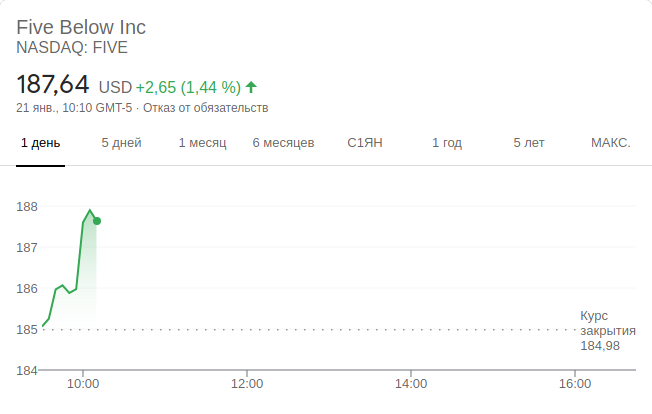 Five Below Inc
NASDAQ: FIVE
187,64 USD +2,65 (1,44 %)
21 янв., 10:10 GMT-5 · Отказ от обязательств
1 день 5 дней 1 месяц 6 месяцев С1ЯН 1 год 5 лет МАКС.
188
187
186
185
184
Курс
закрытия
184,98
10:00 12:00 14:00 16:00